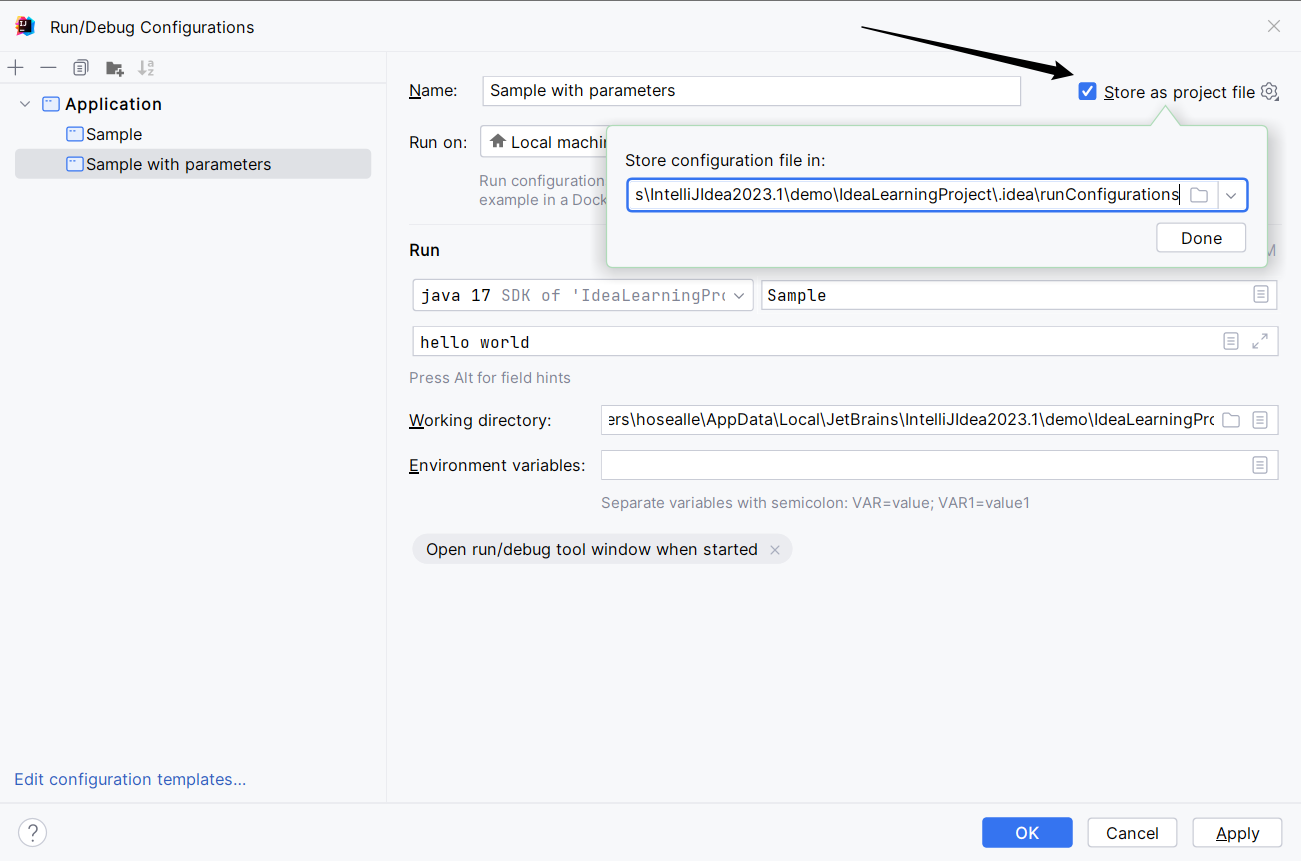 Run/Debug Configurations
Application
Sample
Sample with parameters
Edit configuration templates...
Name: Sample with parameters
Store as project file
Run on: Local machin
Run configuration
example in a Dock
Store configuration file in:
s\IntelliJIdea2023.1\demo\IdeaLearningProject\.idea\runConfigurations
Done
Run
M
java 17 SDK of 'IdeaLearningPro
Sample
hello world
Press Alt for field hints
Working directory: ers\hosealle\AppData\Local\JetBrains\IntelliJIdea2023.1\demo\IdeaLearningPro
Environment variables:
Separate variables with semicolon: VAR=value; VAR1=value1
Open run/debug tool window when started
?
OK
Cancel
Apply